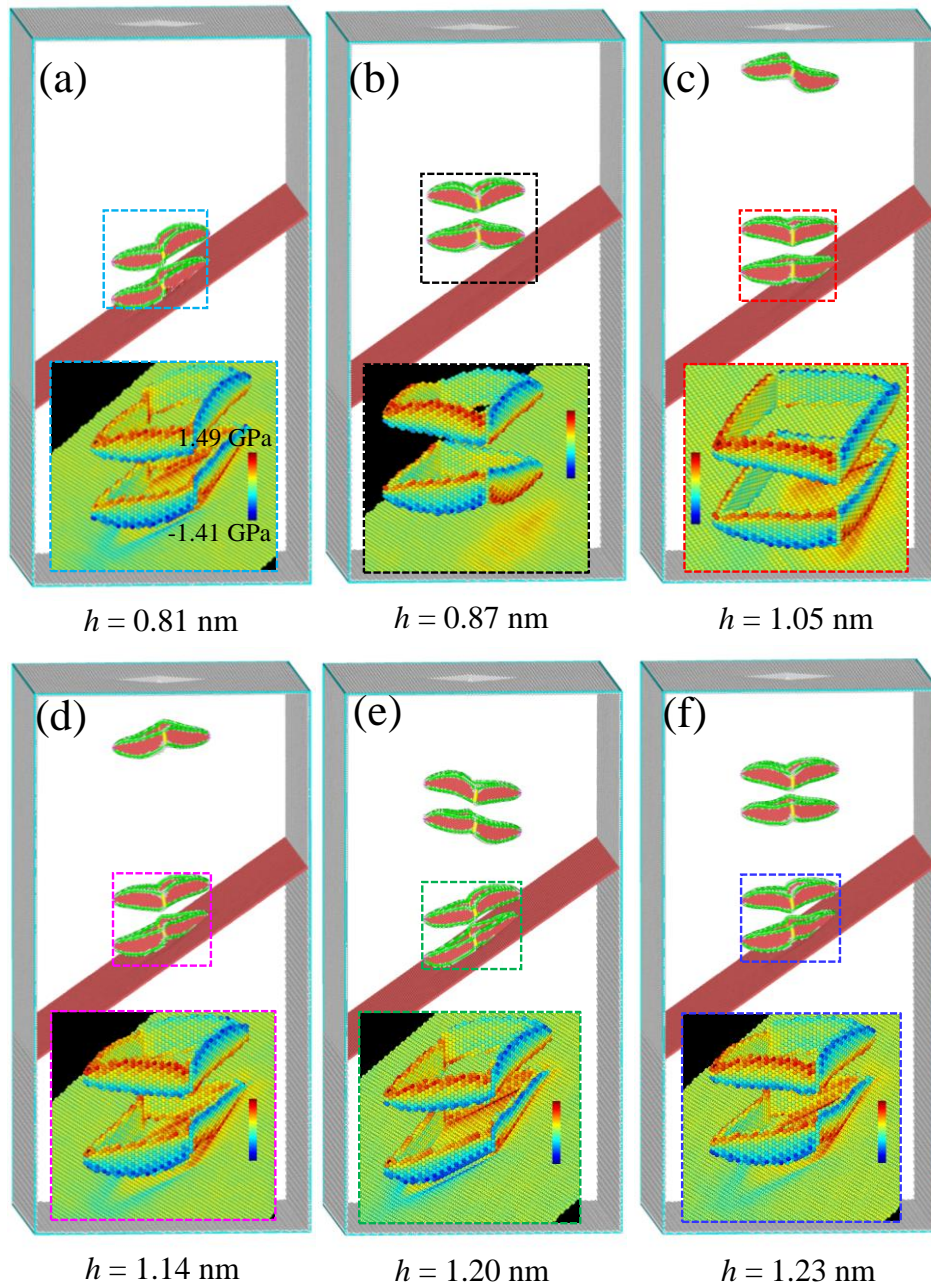 (a)
(b)
(c)
1.49 GPa
-1.41 GPa
h = 0.81 nm
h = 0.87 nm
h = 1.05 nm
(d)
(e)
(f)
h = 1.14 nm
h = 1.20 nm
h = 1.23 nm